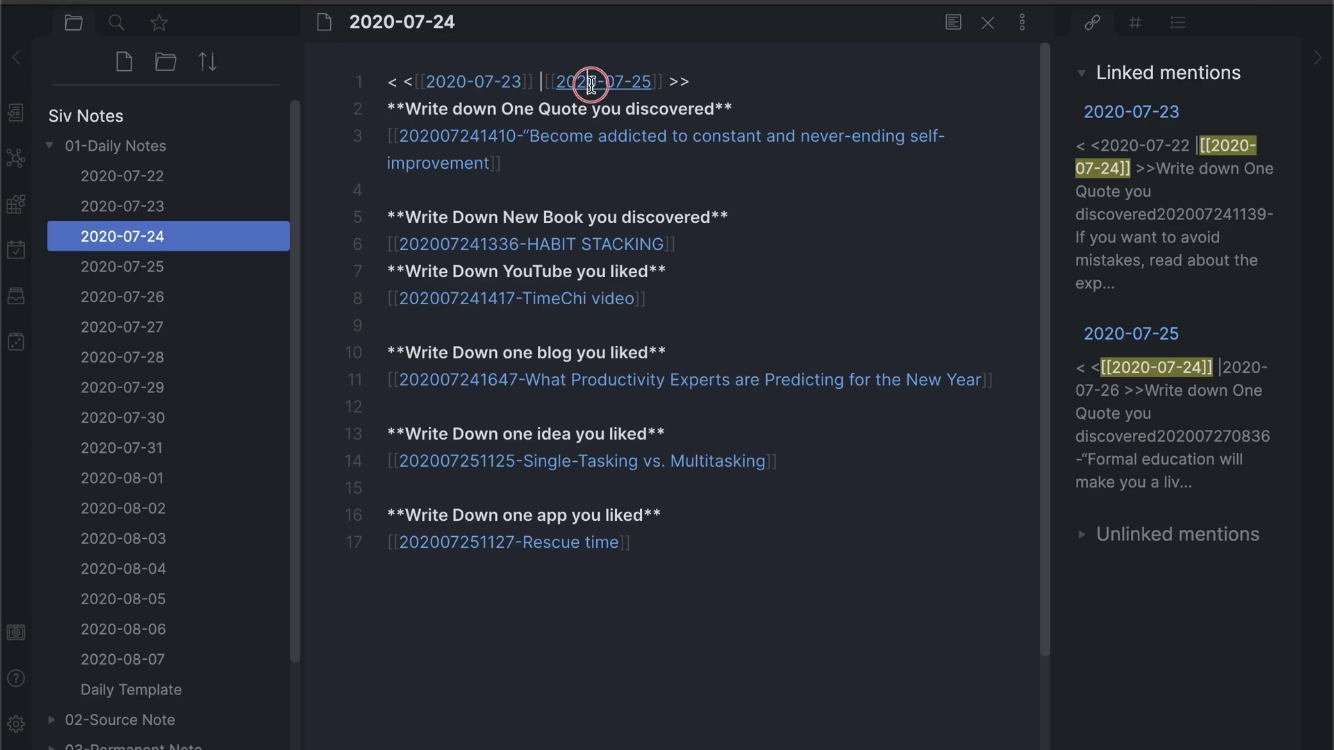 2020-07-24
Siv Notes
01-Daily Notes
2020-07-22
2020-07-23
2020-07-24
2020-07-25
2020-07-26
2020-07-27
2020-07-28
2020-07-29
2020-07-30
2020-07-31
2020-08-01
2020-08-02
2020-08-03
2020-08-04
2020-08-05
2020-08-06
2020-08-07
Daily Template
02-Source Note
03-Permanent Note
1 < <[[2020-07-23]] |[[2020-07-25]] >>
2 **Write down One Quote you discovered**
3 [[202007241410-“Become addicted to constant and never-ending self-
improvement]]
4
5 **Write Down New Book you discovered**
6 [[202007241336-HABIT STACKING]]
7 **Write Down YouTube you liked**
8 [[202007241417-TimeChi video]]
9
10 **Write Down one blog you liked**
11 [[202007241647-What Productivity Experts are Predicting for the New Year]]
12
13 **Write Down one idea you liked**
14 [[202007251125-Single-Tasking vs. Multitasking]]
15
16 **Write Down one app you liked**
17 [[202007251127-Rescue time]]
Linked mentions
2020-07-23
< <2020-07-22 |[[2020-
07-24]] >>Write down One
Quote you
discovered202007241139-
If you want to avoid
mistakes, read about the
exp...
2020-07-25
< <[[2020-07-24]] |2020-
07-26 >>Write down One
Quote you
discovered202007270836
-“Formal education will
make you a liv...
Unlinked mentions